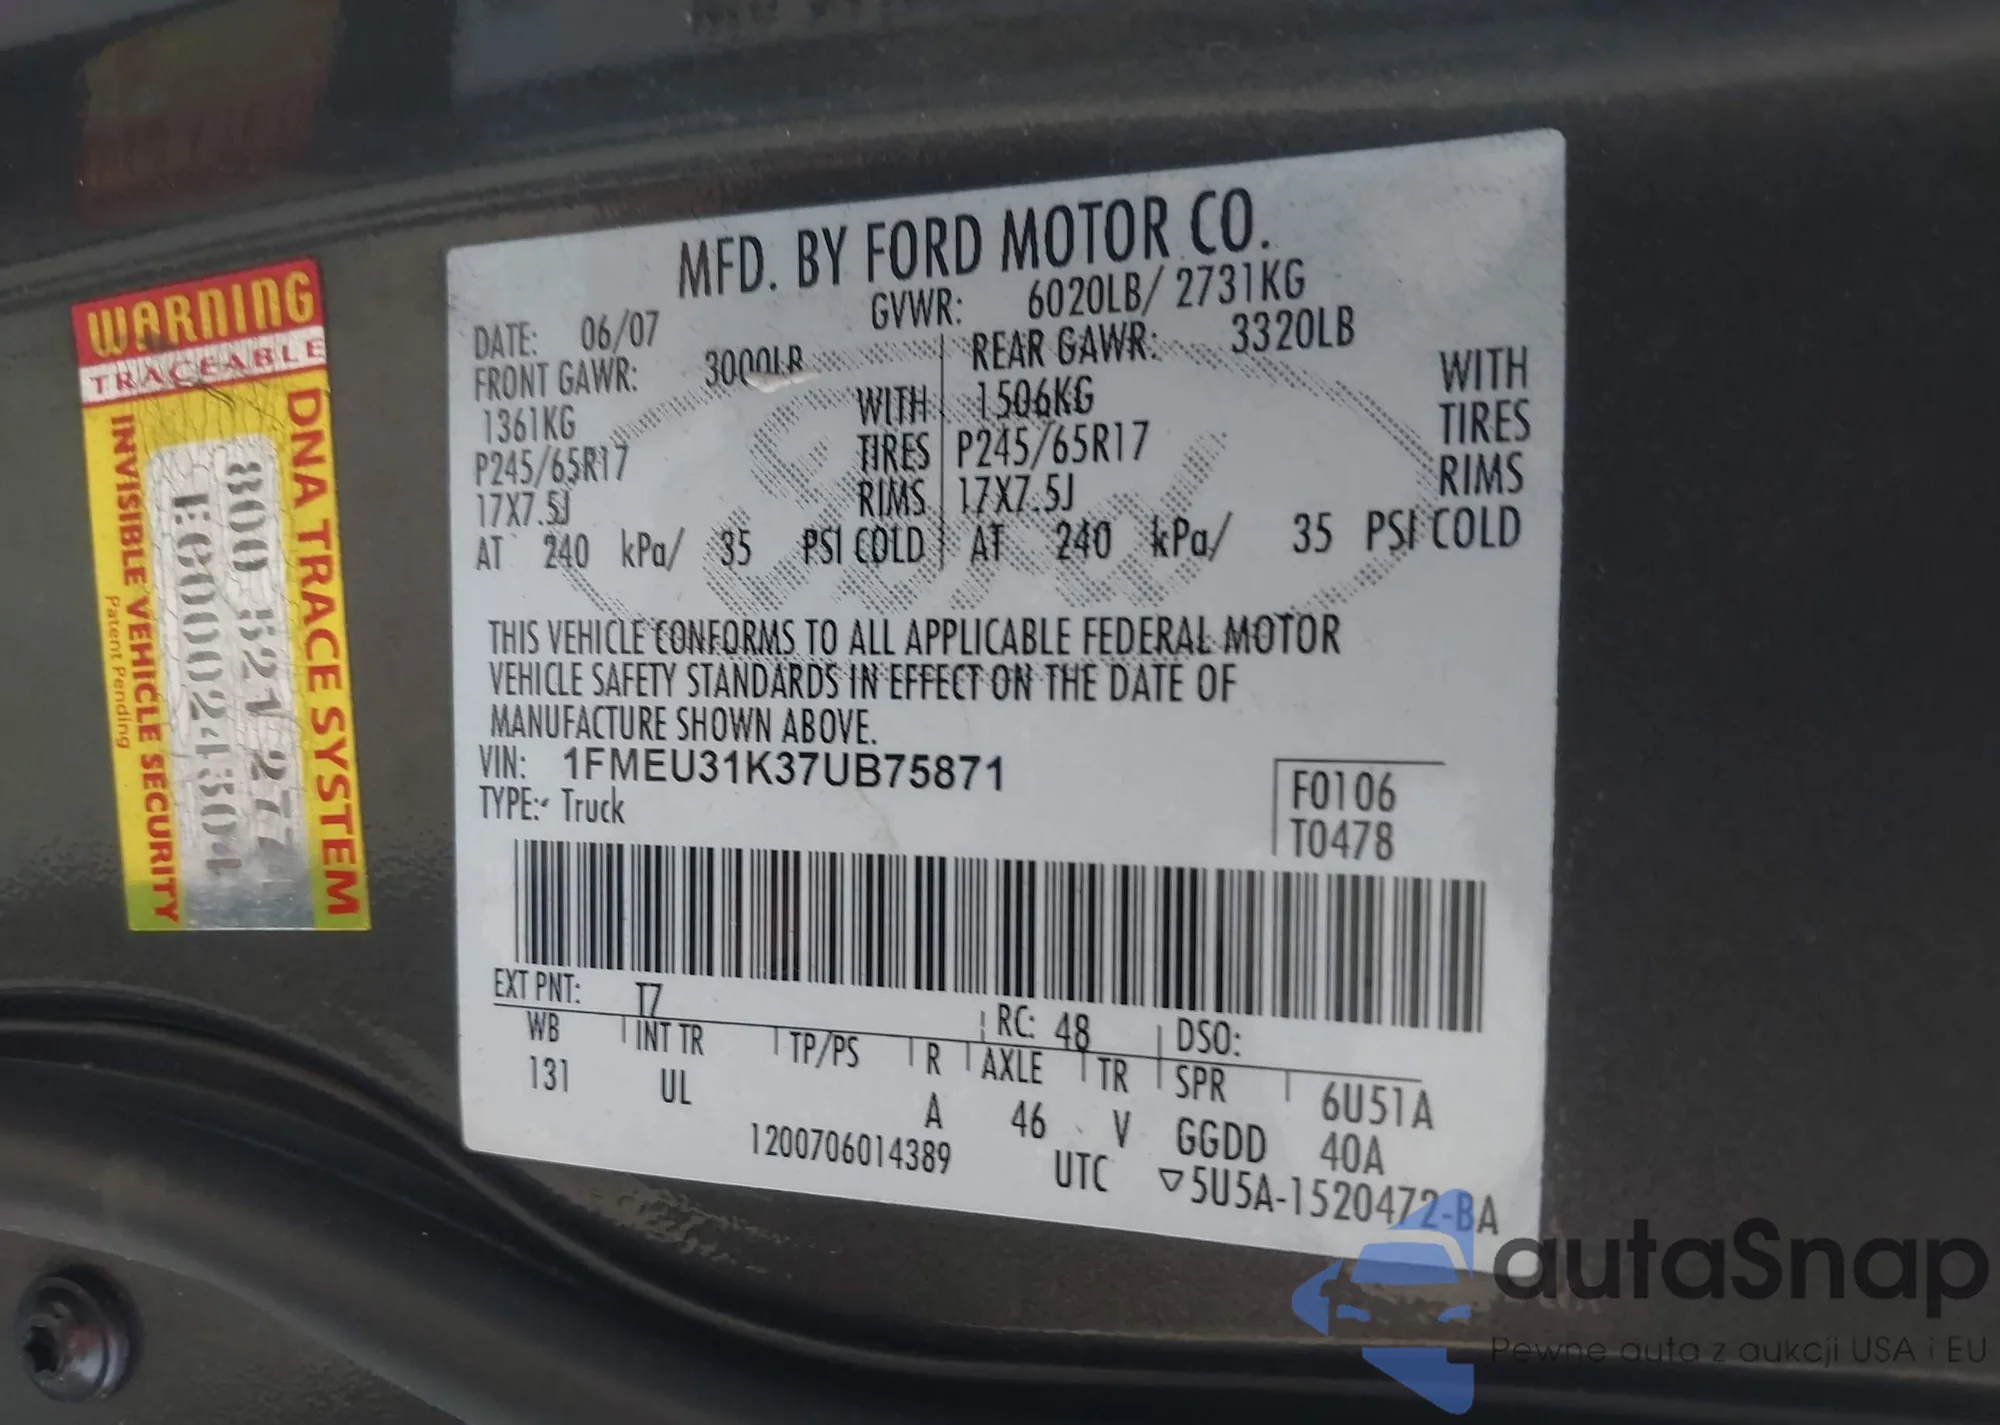 WARNING
TRACEABLE
DNA TRACE SYSTEM
800 821 277
EG000024304
INVISIBLE VEHICLE SECURITY
Patent Pending
MFD. BY FORD MOTOR CO.
DATE: 06/07 GVWR: 6020LB/ 2731KG
FRONT GAWR: 3000LB REAR GAWR: 3320LB
1361KG WITH 1506KG WITH
P245/65R17 TIRES P245/65R17 TIRES
17X7.5J RIMS 17X7.5J RIMS
AT 240 kPa/ 35 PSI COLD AT 240 kPa/ 35 PSI COLD
THIS VEHICLE CONFORMS TO ALL APPLICABLE FEDERAL MOTOR
VEHICLE SAFETY STANDARDS IN EFFECT ON THE DATE OF
MANUFACTURE SHOWN ABOVE.
VIN: 1FMEU31K37UB75871
TYPE: Truck
F0106
T0478
EXT PNT: T7 RC: 48 DSO:
WB INT TR TP/PS R AXLE TR SPR 6U51A
131 UL A 46 V GGDD 40A
1200706014389 UTC ▽5U5A-1520472-BA
Ford
autaSnap
Pewne auta z aukcji USA i EU